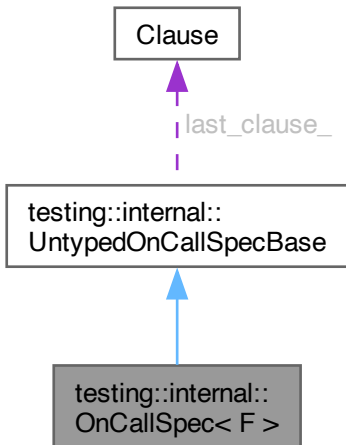 Clause
last_clause_
testing::internal::
UntypedOnCallSpecBase
testing::internal::
OnCallSpec< F >